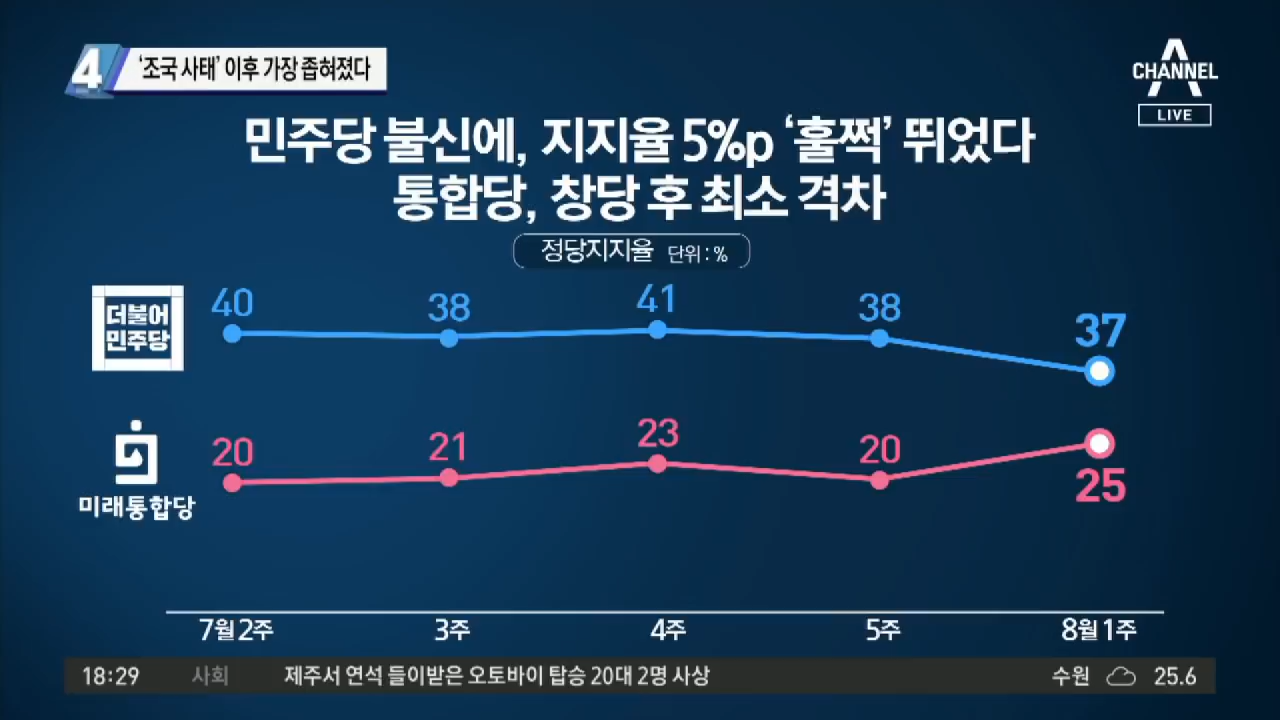 4 '조국 사태' 이후 가장 좁혀졌다
CHANNEL A
LIVE
민주당 불신에, 지지율 5%p '훌쩍' 뛰었다
통합당, 창당 후 최소 격차
정당지지율 단위 : %
더불어
민주당
40 38 41 38 37
미래통합당
20 21 23 20 25
7월 2주 3주 4주 5주 8월 1주
18:29 사회 제주서 연석 들이받은 오토바이 탑승 20대 2명 사상 수원 25.6